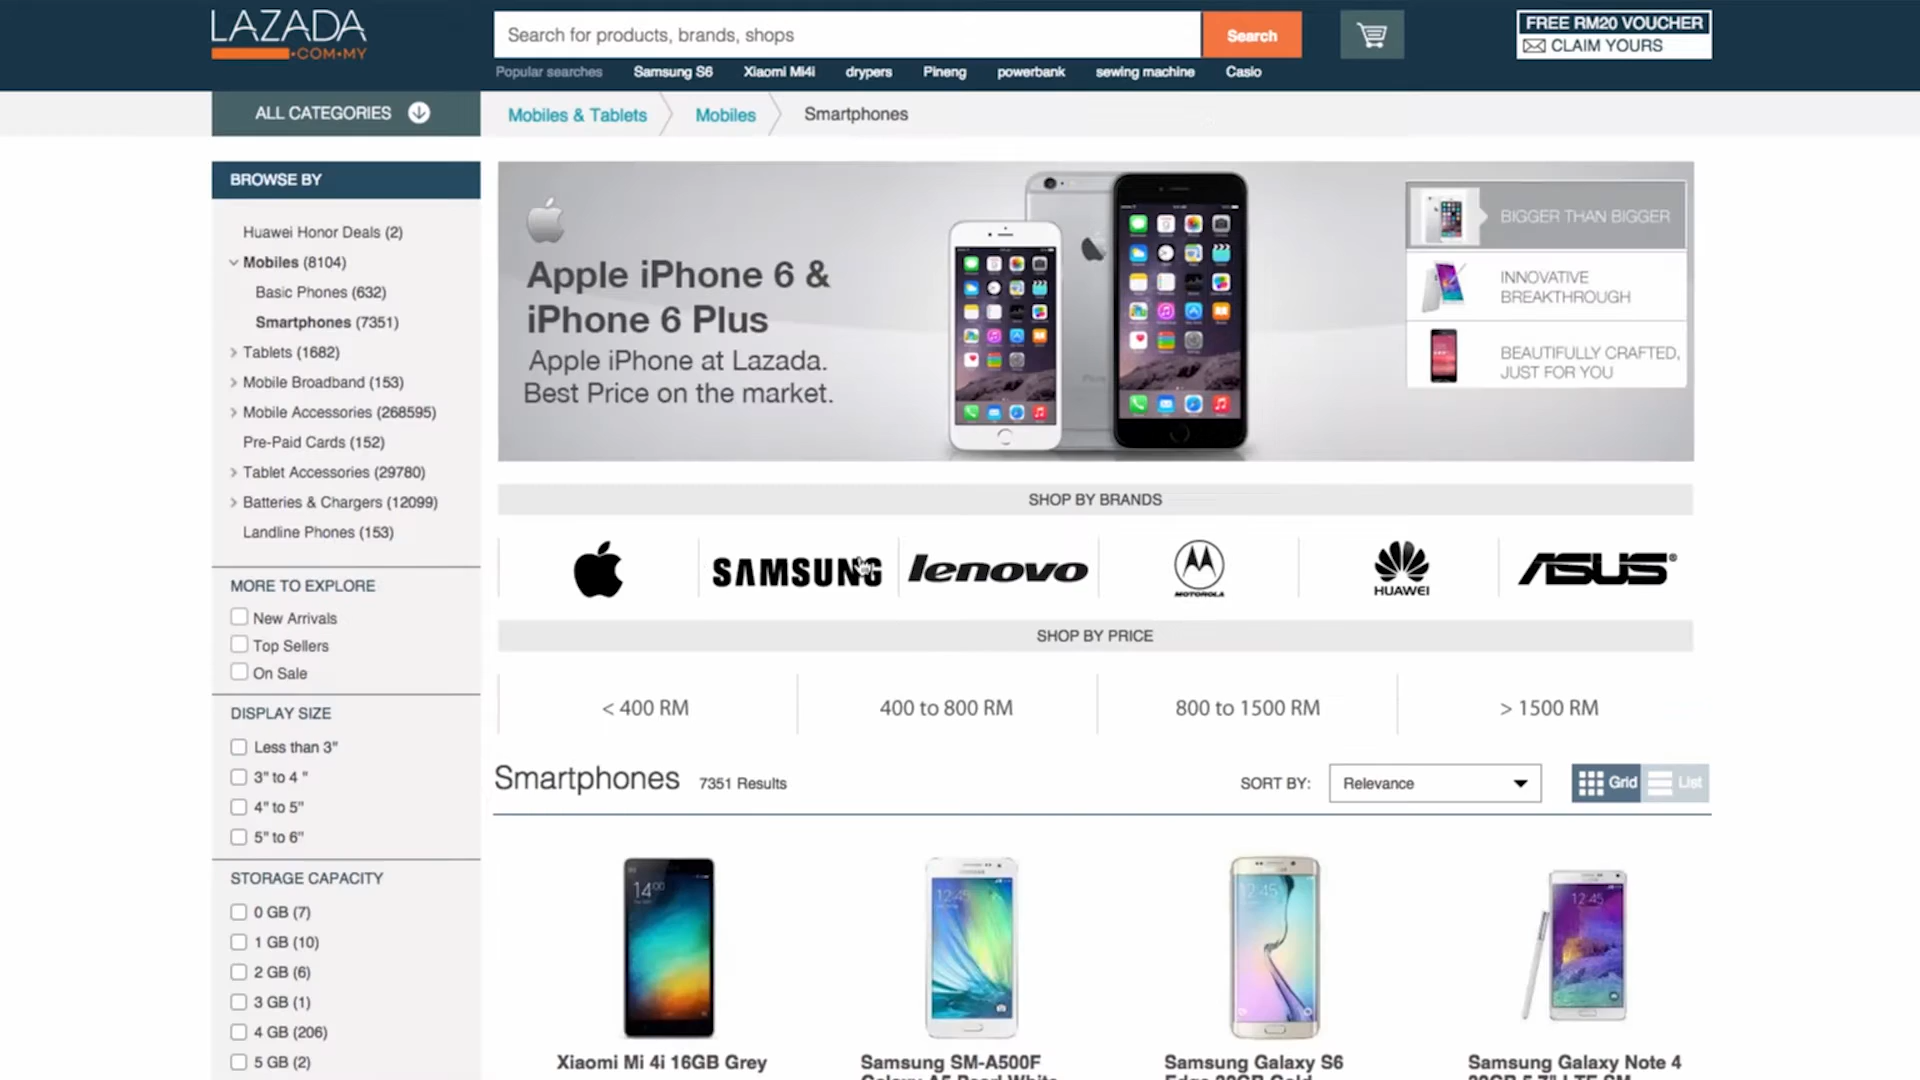 LAZADA
.COM.MY
Search for products, brands, shops
Search
FREE RM20 VOUCHER
CLAIM YOURS
Popular searches Samsung S6 Xiaomi Mi4i drypers Pineng powerbank sewing machine Casio
ALL CATEGORIES
Mobiles & Tablets Mobiles Smartphones
BROWSE BY
Huawei Honor Deals (2)
Mobiles (8104)
Basic Phones (632)
Smartphones (7351)
Tablets (1682)
Mobile Broadband (153)
Mobile Accessories (268595)
Pre-Paid Cards (152)
Tablet Accessories (29780)
Batteries & Chargers (12099)
Landline Phones (153)
MORE TO EXPLORE
New Arrivals
Top Sellers
On Sale
DISPLAY SIZE
Less than 3"
3" to 4 "
4" to 5"
5" to 6"
STORAGE CAPACITY
0 GB (7)
1 GB (10)
2 GB (6)
3 GB (1)
4 GB (206)
5 GB (2)
Apple iPhone 6 &
iPhone 6 Plus
Apple iPhone at Lazada.
Best Price on the market.
BIGGER THAN BIGGER
INNOVATIVE
BREAKTHROUGH
BEAUTIFULLY CRAFTED,
JUST FOR YOU
SHOP BY BRANDS
SAMSUNG lenovo MOTOROLA HUAWEI ASUS
SHOP BY PRICE
< 400 RM 400 to 800 RM 800 to 1500 RM > 1500 RM
Smartphones 7351 Results
SORT BY: Relevance Grid List
14:00 12:45 12:45 12:45
Xiaomi Mi 4i 16GB Grey
Samsung SM-A500F
Samsung Galaxy S6
Samsung Galaxy Note 4